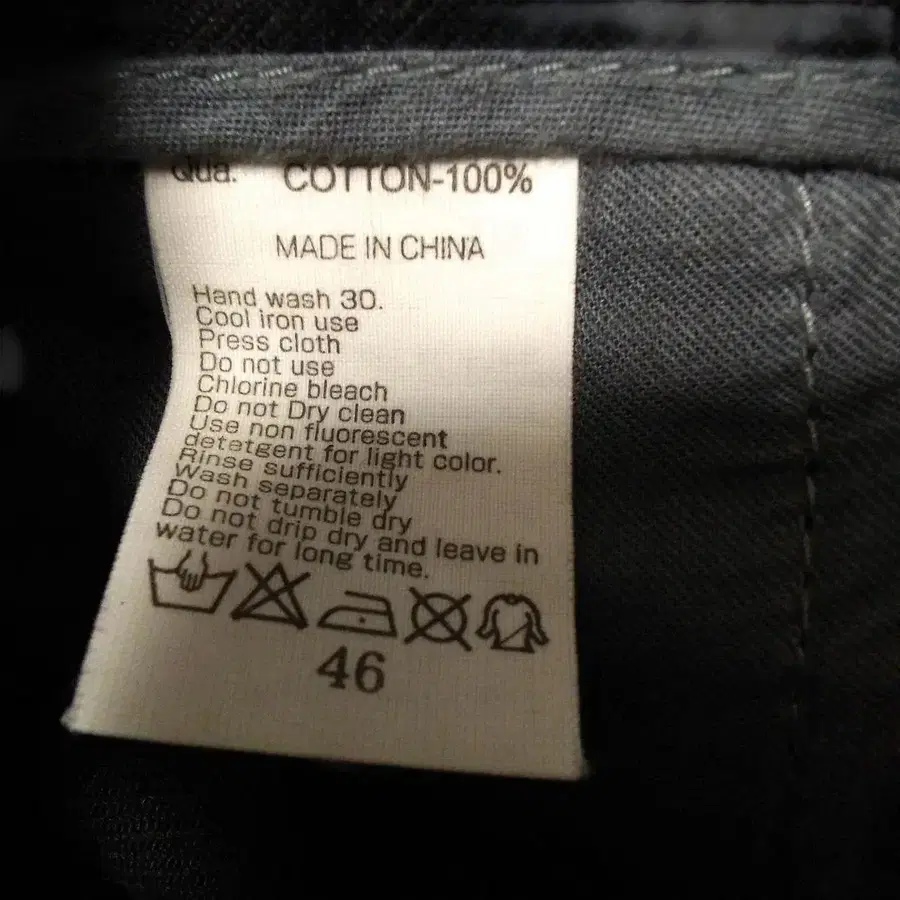 Qua. COTTON-100%
MADE IN CHINA
Hand wash 30.
Cool iron use
Press cloth
Do not use
Chlorine bleach
Do not Dry clean
Use non fluorescent
detetgent for light color.
Rinse sufficiently
Wash separately
Do not tumble dry
Do not drip dry and leave in
water for long time.
46